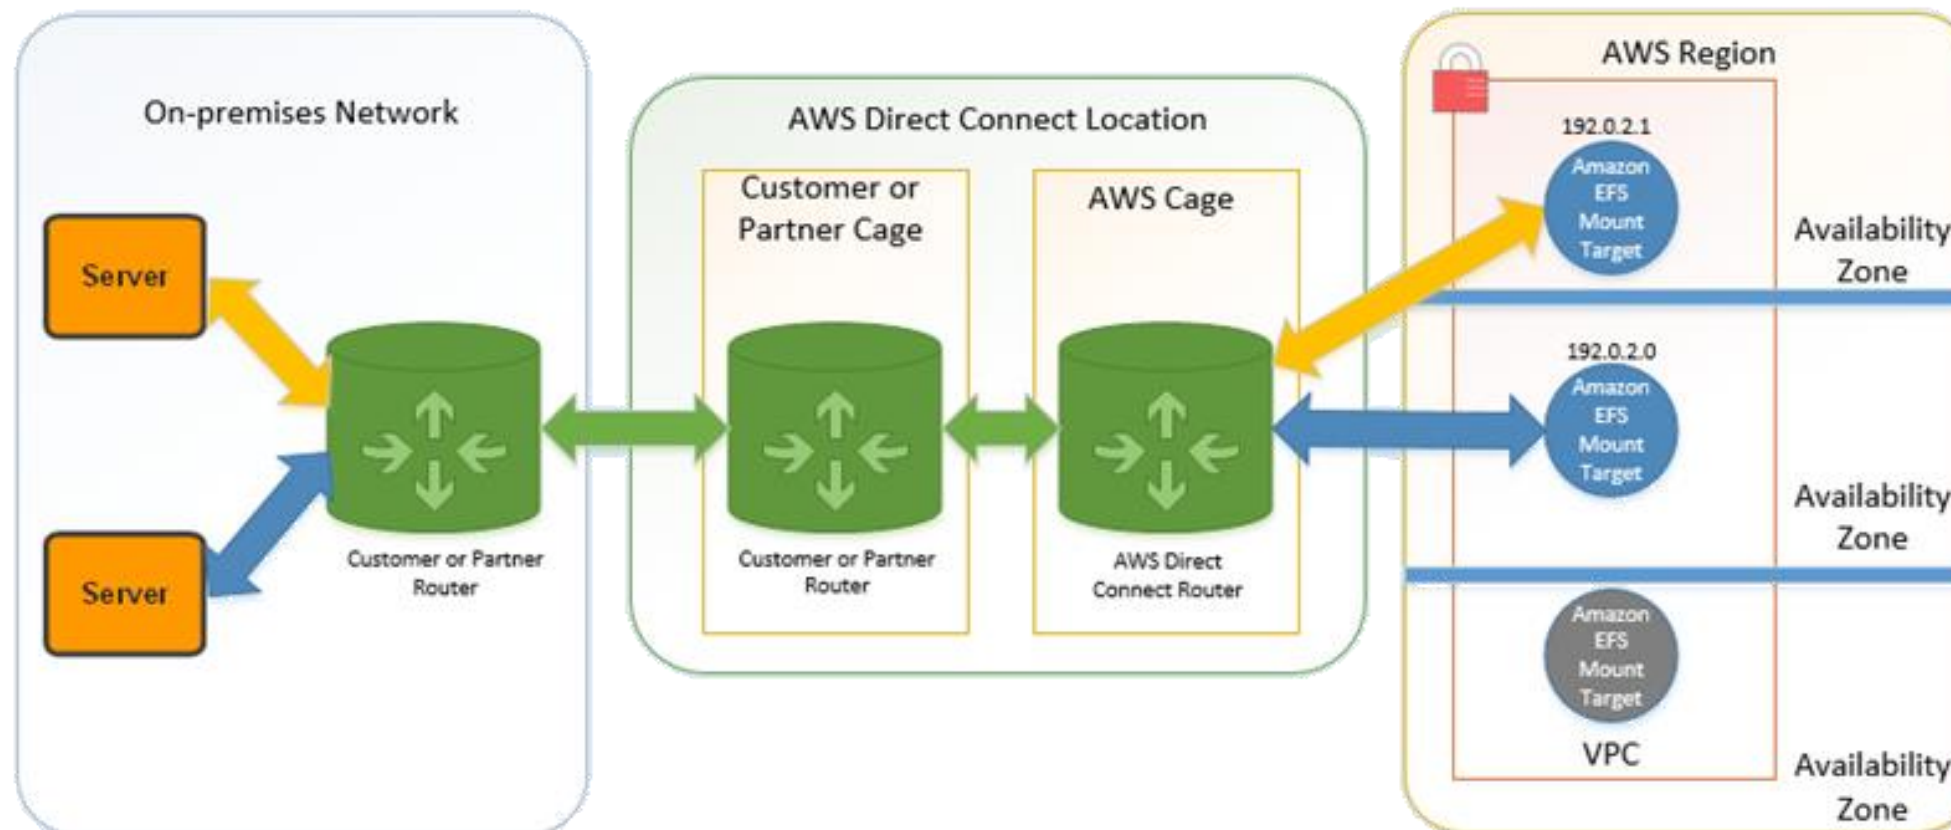 On-premises Network
Server
Server
Customer or Partner
Router
AWS Direct Connect Location
Customer or
Partner Cage
Customer or Partner
Router
AWS Cage
AWS Direct
Connect Router
AWS Region
192.0.2.1
Amazon
EFS
Mount
Target
Availability
Zone
192.0.2.0
Amazon
EFS
Mount
Target
Availability
Zone
Amazon
EFS
Mount
Target
VPC
Availability
Zone